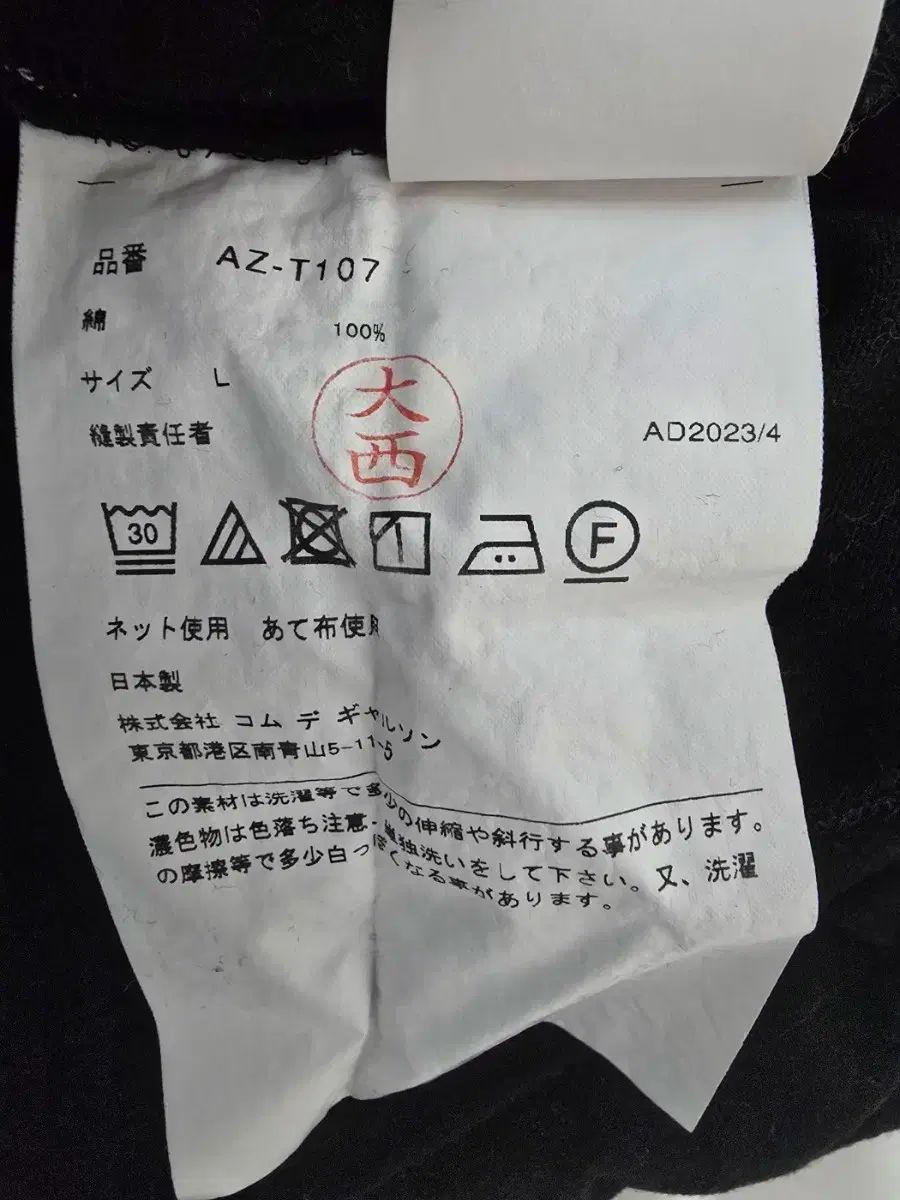 品番 AZ-T107
綿 100%
サイズ L
大西
縫製責任者 AD2023/4
30 1 F
ネット使用 あて布使用
日本製
株式会社 コム デ ギャルソン
東京都港区南青山5-11-5
この素材は洗濯等で多少の伸縮や斜行する事があります。
濃色物は色落ち注意。単独洗いをして下さい。又、洗濯
の摩擦等で多少白っぽくなる事があります。